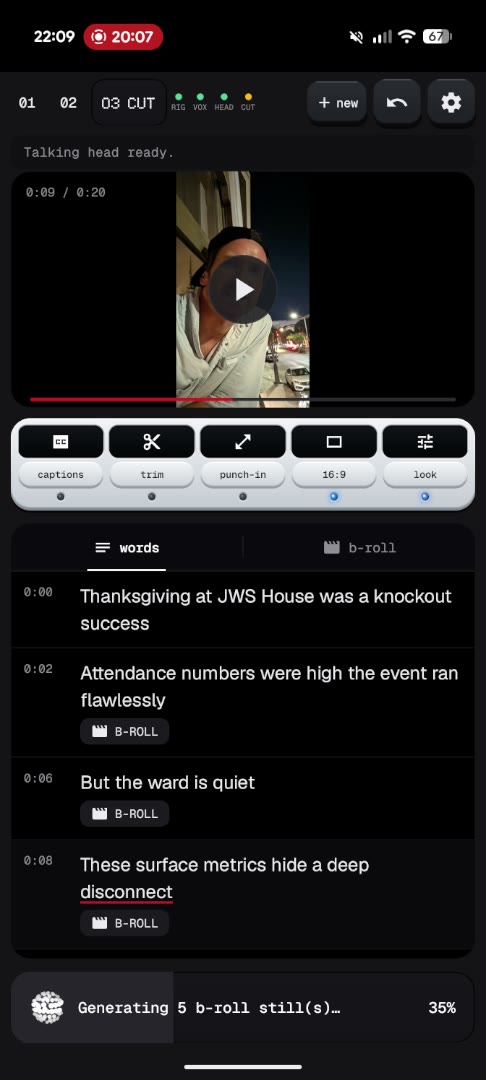 22:09 20:07 67
01 02 03 CUT RIG VOX HEAD CUT + new
Talking head ready.
0:09 / 0:20
CC
captions trim punch-in 16:9 look
words b-roll
0:00 Thanksgiving at JWS House was a knockout
success
0:02 Attendance numbers were high the event ran
flawlessly
B-ROLL
0:06 But the ward is quiet
B-ROLL
0:08 These surface metrics hide a deep
disconnect
B-ROLL
Generating 5 b-roll still(s)… 35%